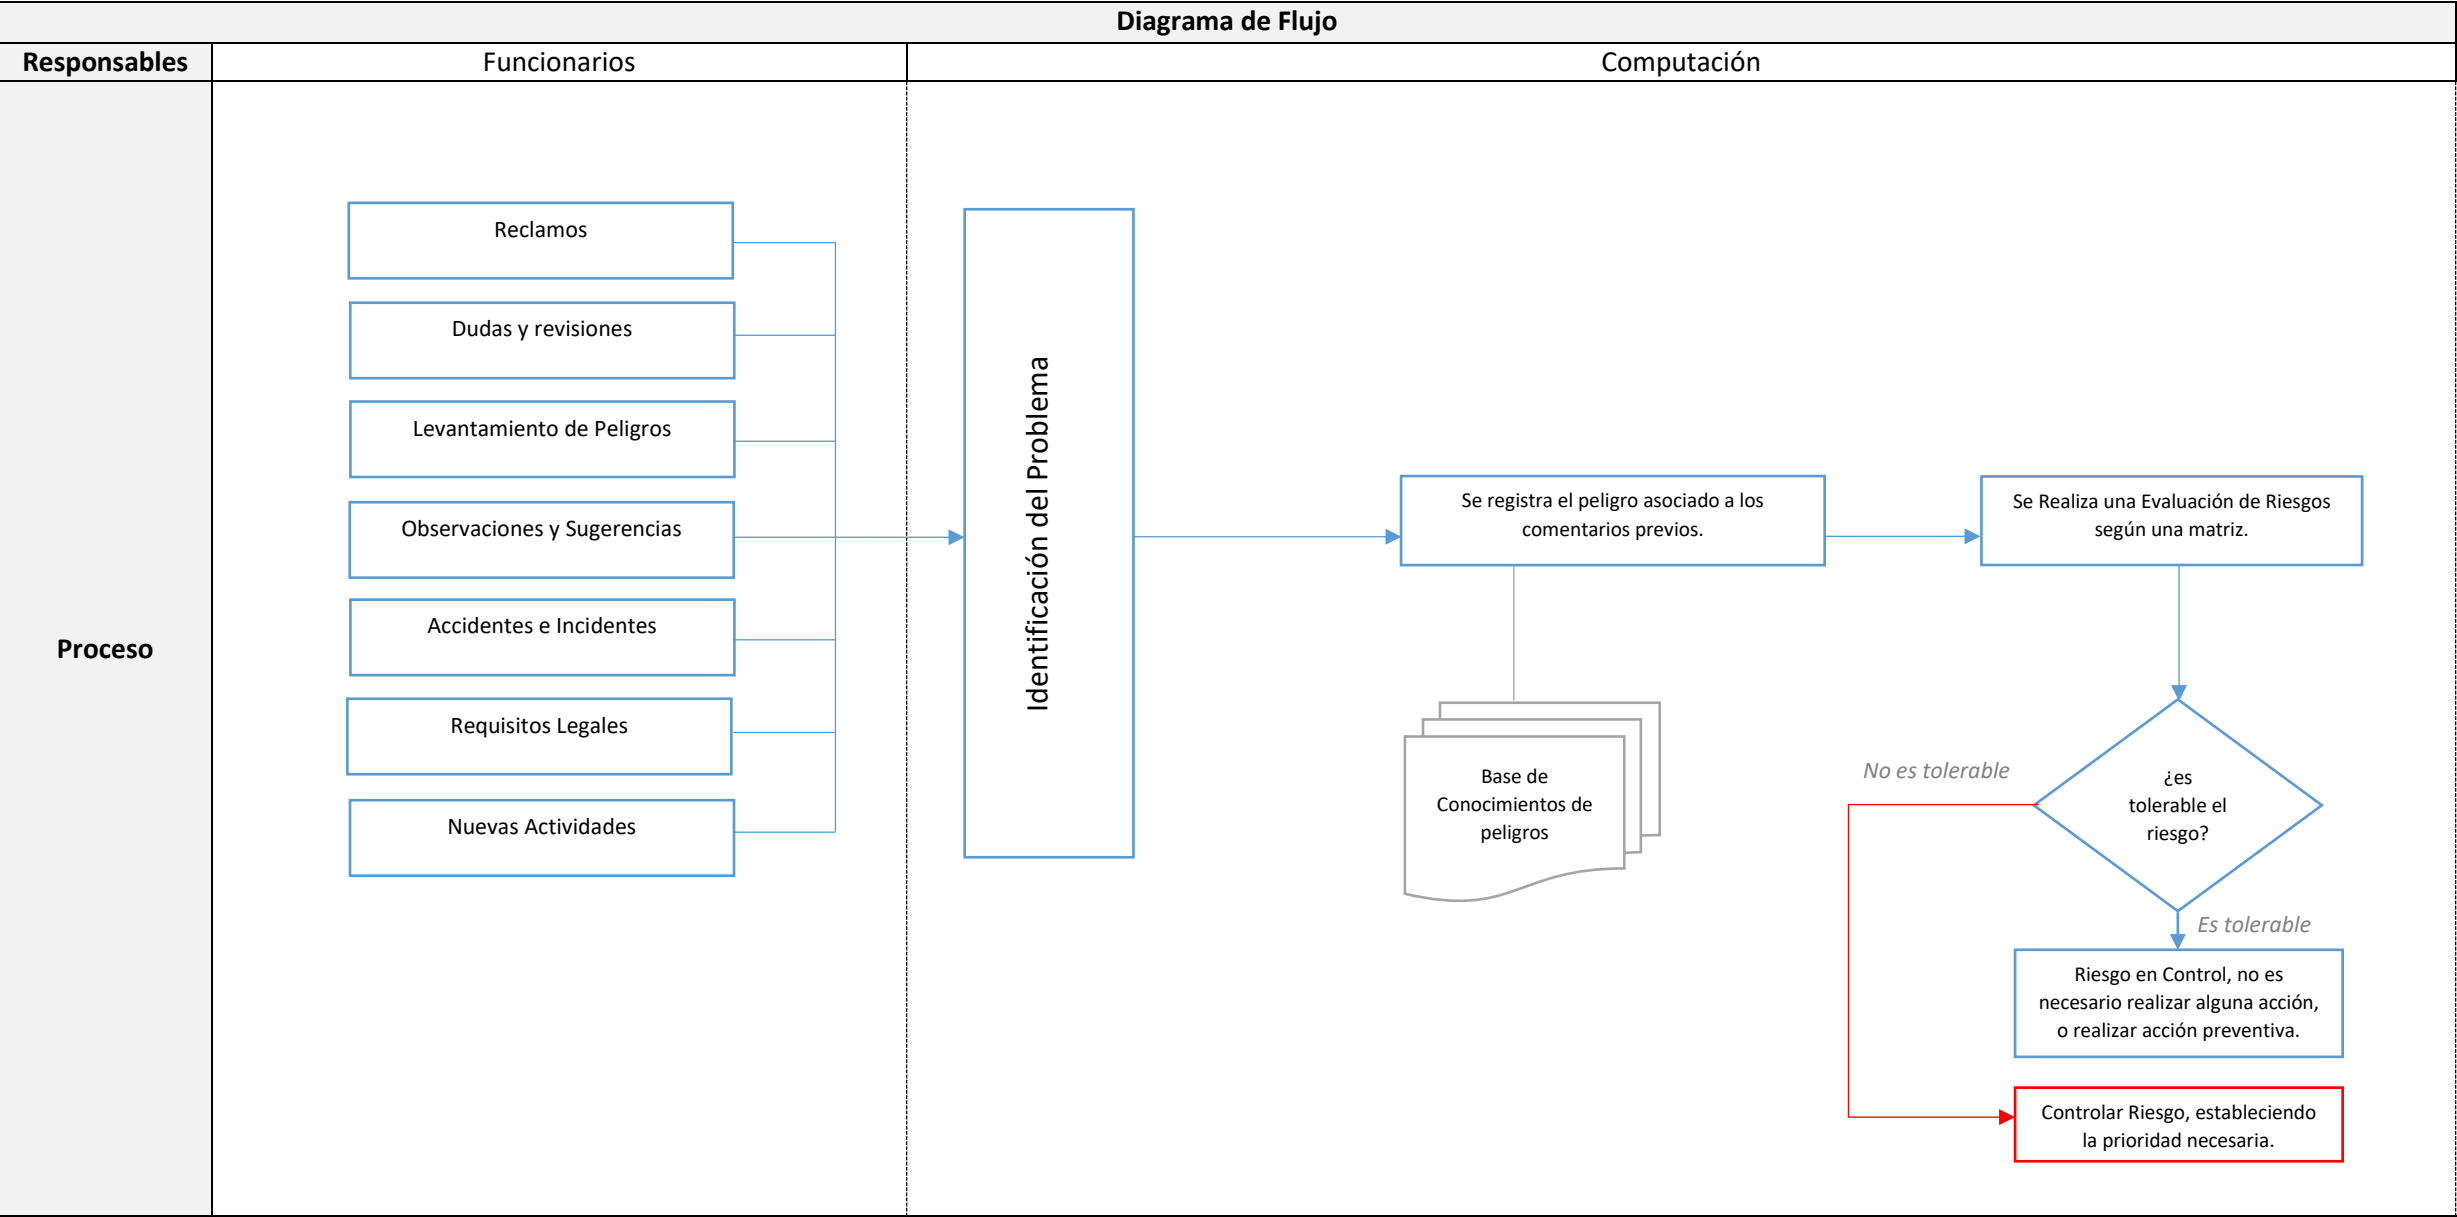 Diagrama de Flujo
Responsables
Funcionarios
Computación
Proceso
Reclamos
Dudas y revisiones
Levantamiento de Peligros
Observaciones y Sugerencias
Accidentes e Incidentes
Requisitos Legales
Nuevas Actividades
Identificación del Problema
Se registra el peligro asociado a los
comentarios previos.
Base de
Conocimientos de
peligros
Se Realiza una Evaluación de Riesgos
según una matriz.
¿es
tolerable el
riesgo?
No es tolerable
Es tolerable
Riesgo en Control, no es
necesario realizar alguna acción,
o realizar acción preventiva.
Controlar Riesgo, estableciendo
la prioridad necesaria.